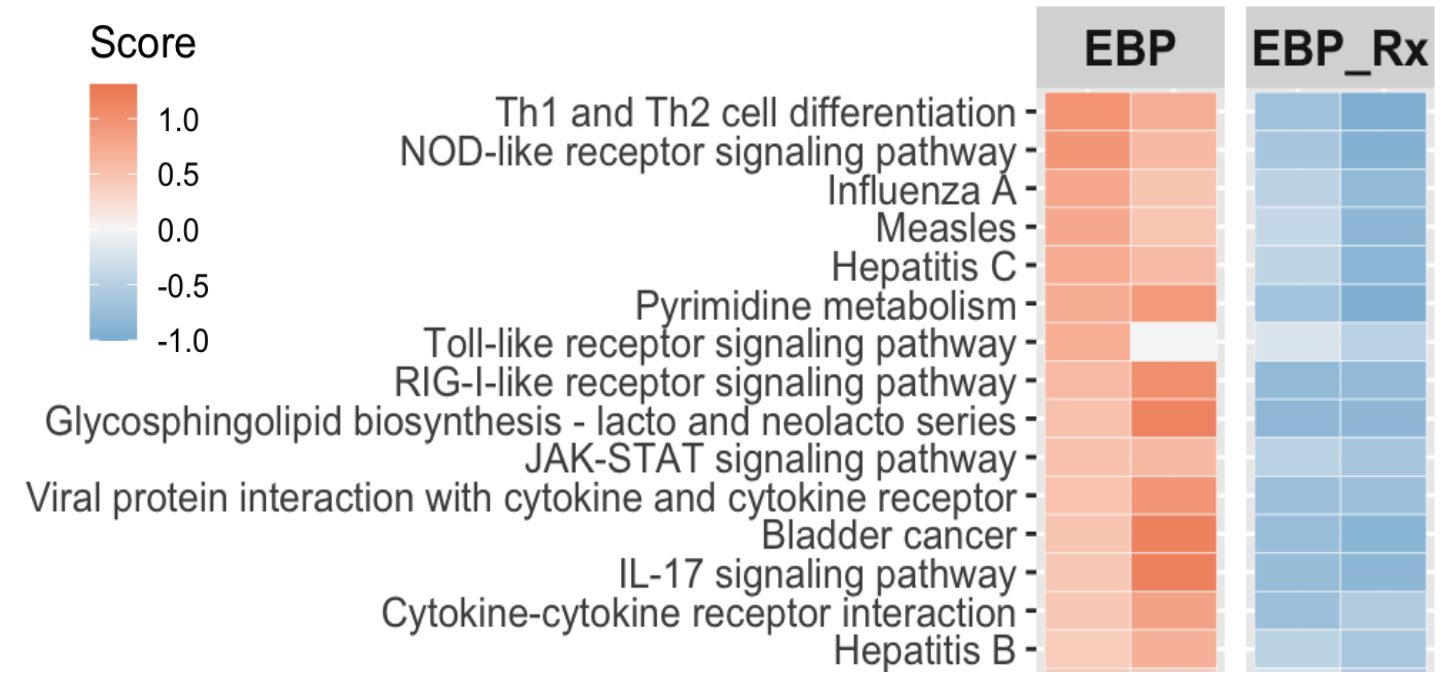 Score
1.0
0.5
0.0
-0.5
-1.0
EBP EBP_Rx
Th1 and Th2 cell differentiation
NOD-like receptor signaling pathway
Influenza A
Measles
Hepatitis C
Pyrimidine metabolism
Toll-like receptor signaling pathway
RIG-I-like receptor signaling pathway
Glycosphingolipid biosynthesis - lacto and neolacto series
JAK-STAT signaling pathway
Viral protein interaction with cytokine and cytokine receptor
Bladder cancer
IL-17 signaling pathway
Cytokine-cytokine receptor interaction
Hepatitis B